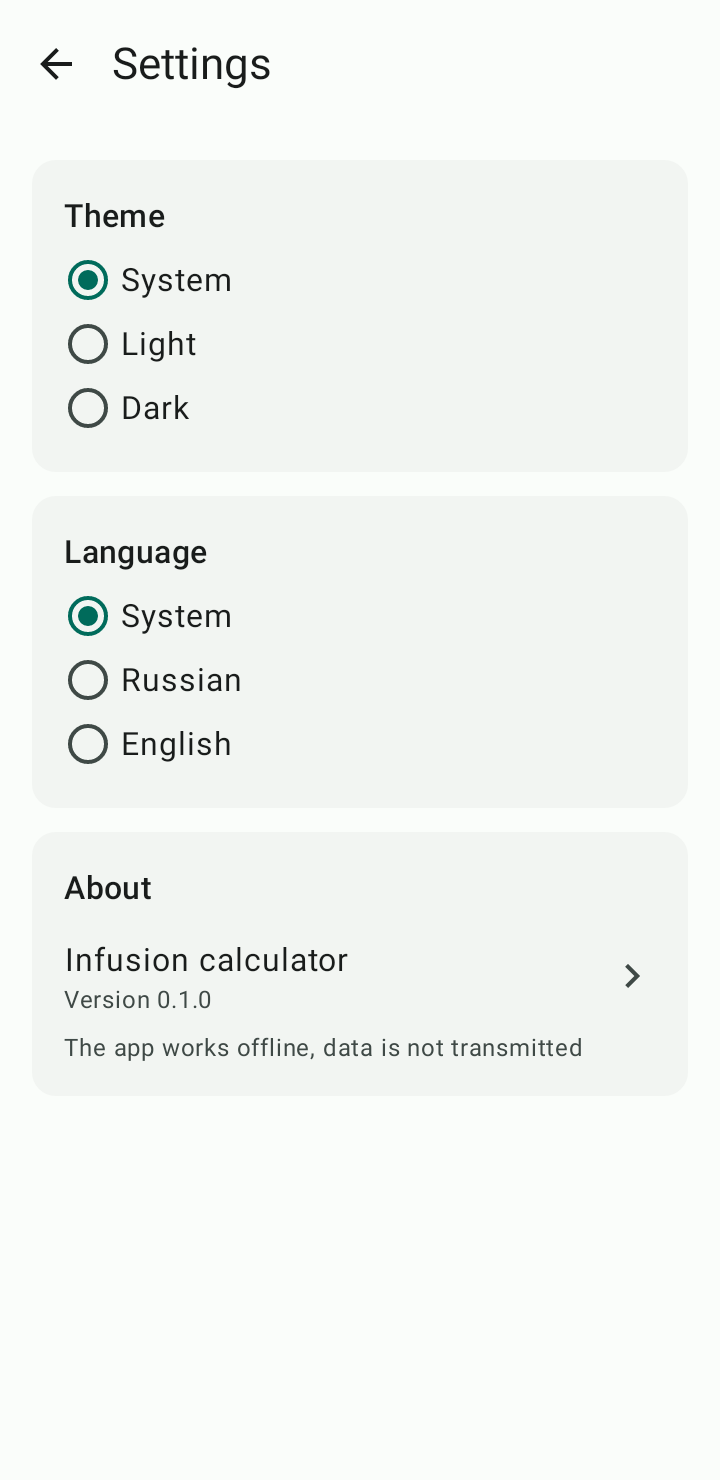 Settings
Theme
System
Light
Dark
Language
System
Russian
English
About
Infusion calculator
Version 0.1.0
The app works offline, data is not transmitted